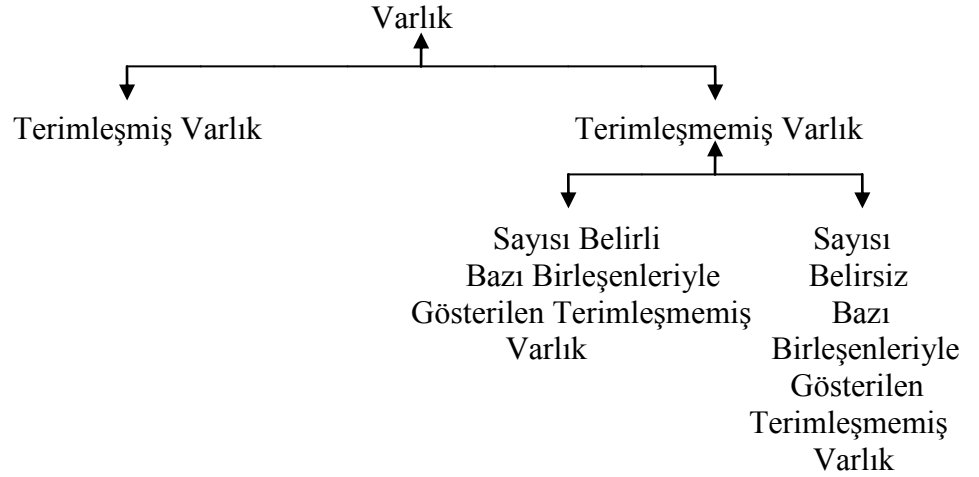 Varlık
Terimleşmiş Varlık
Terimleşmemiş Varlık
Sayısı Belirli
Bazı Birleşenleriyle
Gösterilen Terimleşmemiş
Varlık
Sayısı
Belirsiz
Bazı
Birleşenleriyle
Gösterilen
Terimleşmemiş
Varlık